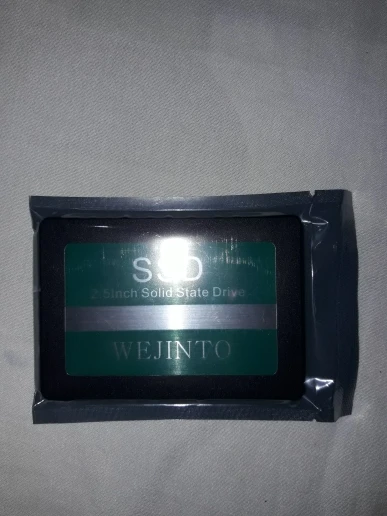 SSD
2.5inch Solid State Drive
WEJINTO